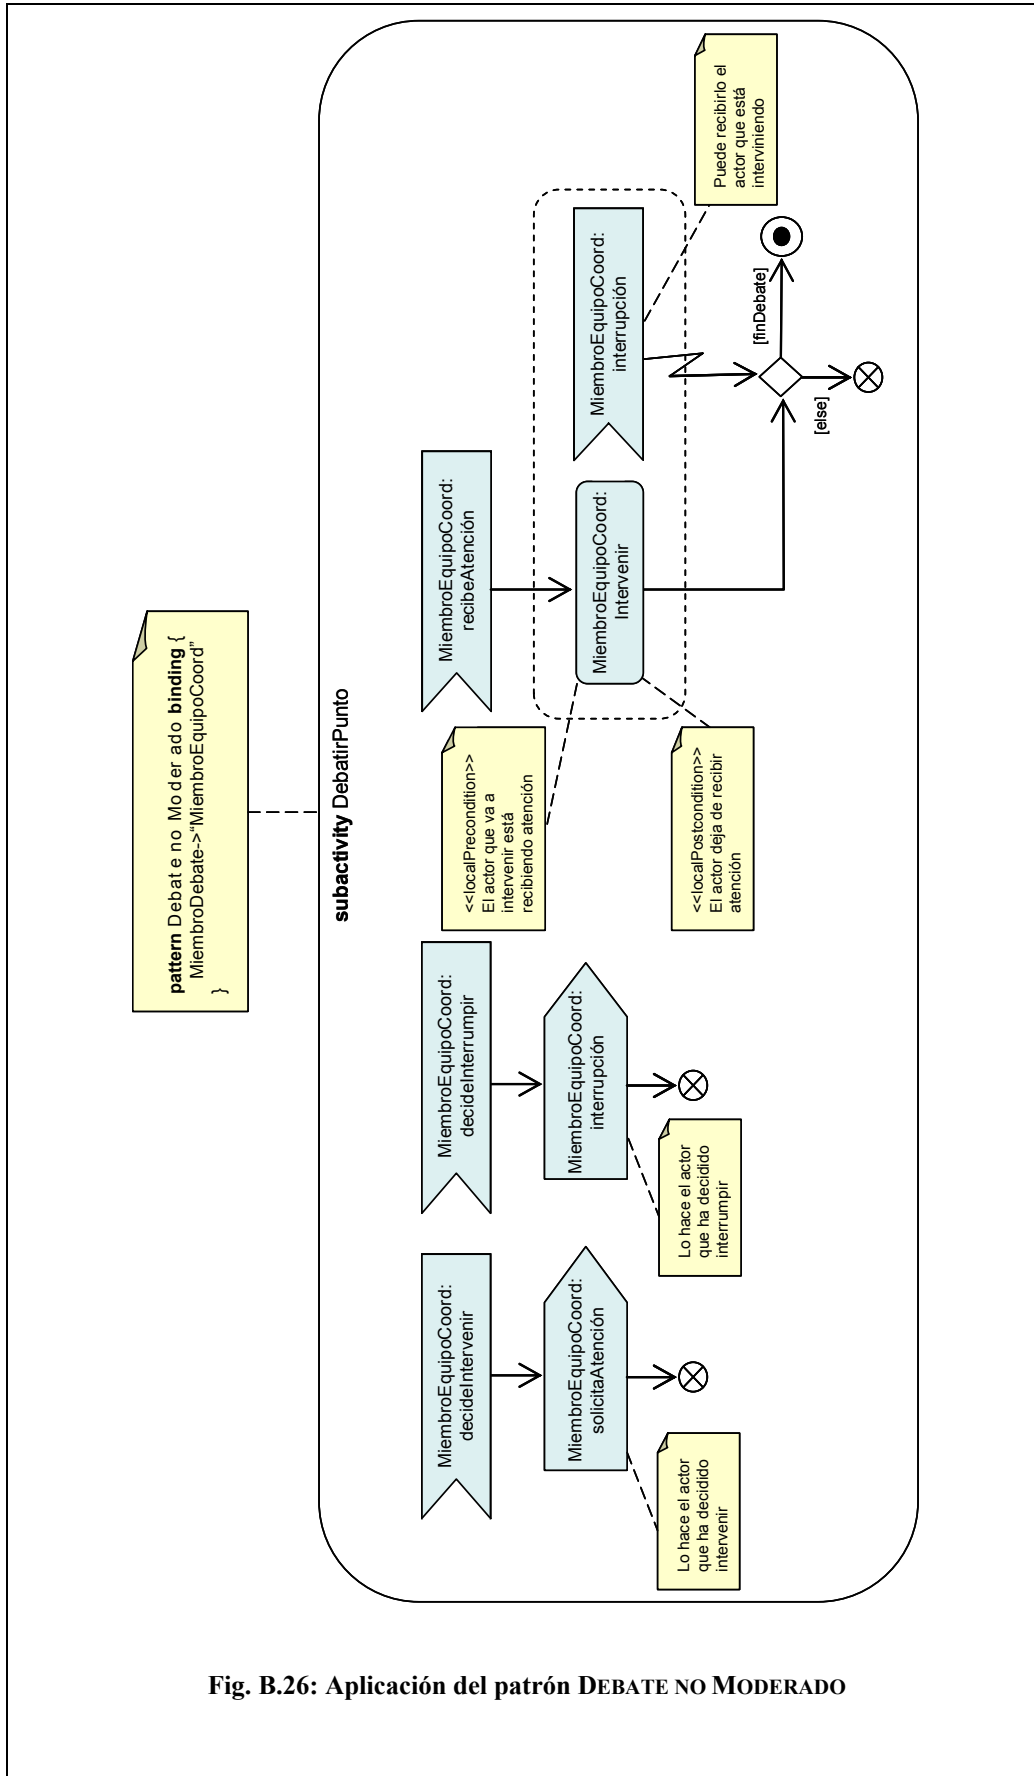 pattern Debate no Moderado binding {
MiembroDebate->“MiembroEquipoCoord”
}
subactivity DebatirPunto
MiembroEquipoCoord:
decideIntervenir
MiembroEquipoCoord:
solicitaAtención
Lo hace el actor
que ha decidido
intervenir
MiembroEquipoCoord:
decideInterrumpir
MiembroEquipoCoord:
interrupción
Lo hace el actor
que ha decidido
interrumpir
<<localPrecondition>>
El actor que va a
intervenir está
recibiendo atención
<<localPostcondition>>
El actor deja de recibir
atención
MiembroEquipoCoord:
recibeAtención
MiembroEquipoCoord:
Intervenir
MiembroEquipoCoord:
interrupción
Puede recibirlo el
actor que está
interviniendo
[finDebate]
[else]
Fig. B.26: Aplicación del patrón DEBATE NO MODERADO